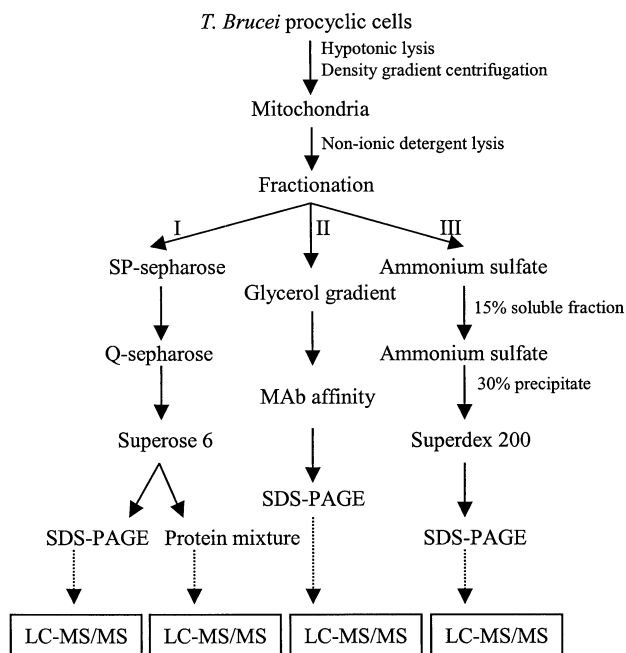 T. Brucei procyclic cells
Hypotonic lysis
Density gradient centrifugation
Mitochondria
Non-ionic detergent lysis
Fractionation
I II III
SP-sepharose
Glycerol gradient
Ammonium sulfate
15% soluble fraction
Q-sepharose
Ammonium sulfate
30% precipitate
MAb affinity
Superose 6
Superdex 200
SDS-PAGE
SDS-PAGE Protein mixture
SDS-PAGE
LC-MS/MS LC-MS/MS LC-MS/MS LC-MS/MS